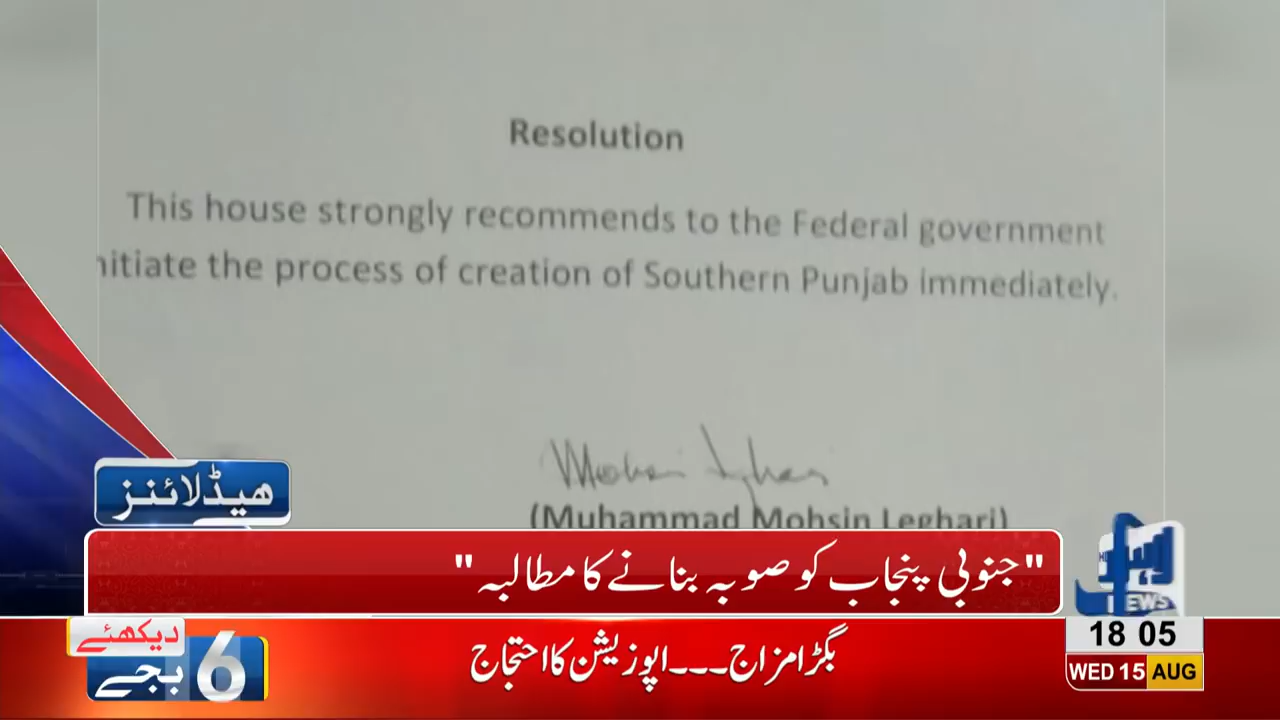 Resolution
This house strongly recommends to the Federal government
nitiate the process of creation of Southern Punjab immediately.
(Muhammad Mohsin Leghari)
ھیڈلائنز
"جنوبی پنجاب کو صوبہ بنانے کا مطالبہ"
NEWS
دیکھئے
6 بجے
بگڑا مزاج۔۔۔اپوزیشن کا احتجاج
18 05
WED 15 AUG